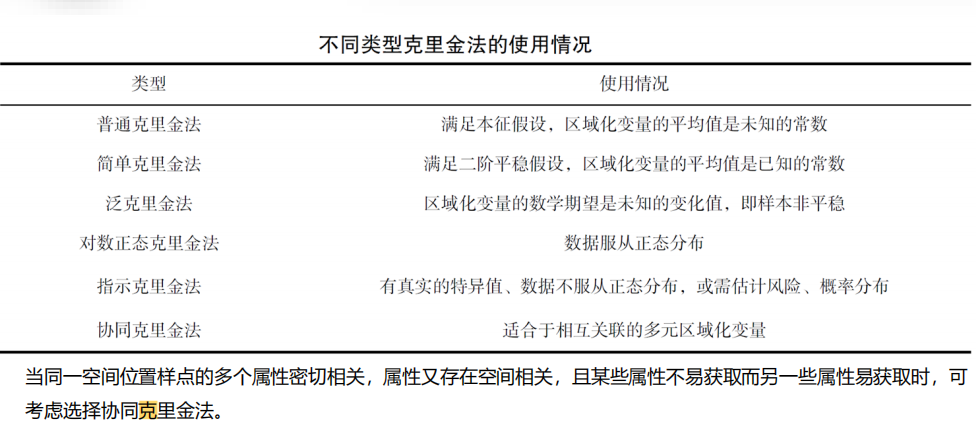 不同类型克里金法的使用情况
类型 使用情况
普通克里金法 满足本征假设，区域化变量的平均值是未知的常数
简单克里金法 满足二阶平稳假设，区域化变量的平均值是已知的常数
泛克里金法 区域化变量的数学期望是未知的变化值，即样本非平稳
对数正态克里金法 数据服从正态分布
指示克里金法 有真实的特异值、数据不服从正态分布，或需估计风险、概率分布
协同克里金法 适合于相互关联的多元区域化变量
当同一空间位置样点的多个属性密切相关，属性又存在空间相关，且某些属性不易获取而另一些属性易获取时，可
考虑选择协同克里金法。